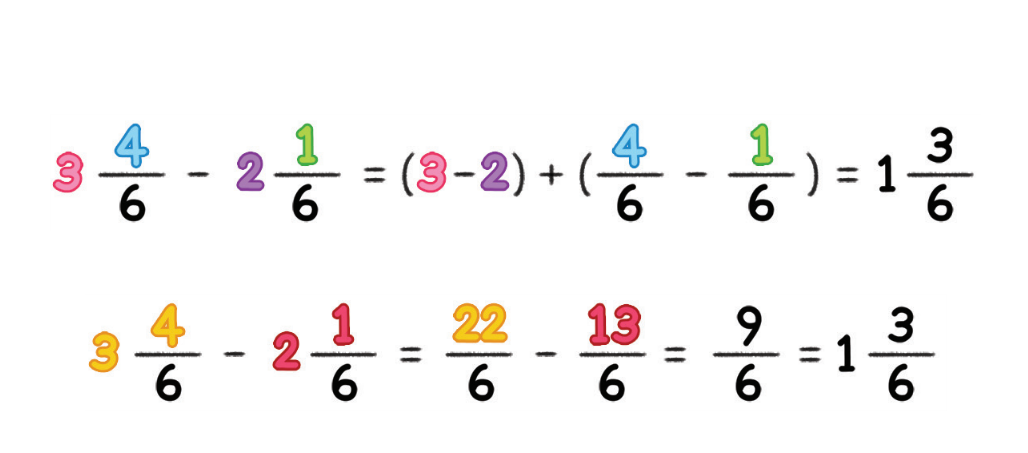 3 4/6 - 2 1/6 = (3-2) + (4/6 - 1/6) = 1 3/6
3 4/6 - 2 1/6 = 22/6 - 13/6 = 9/6 = 1 3/6